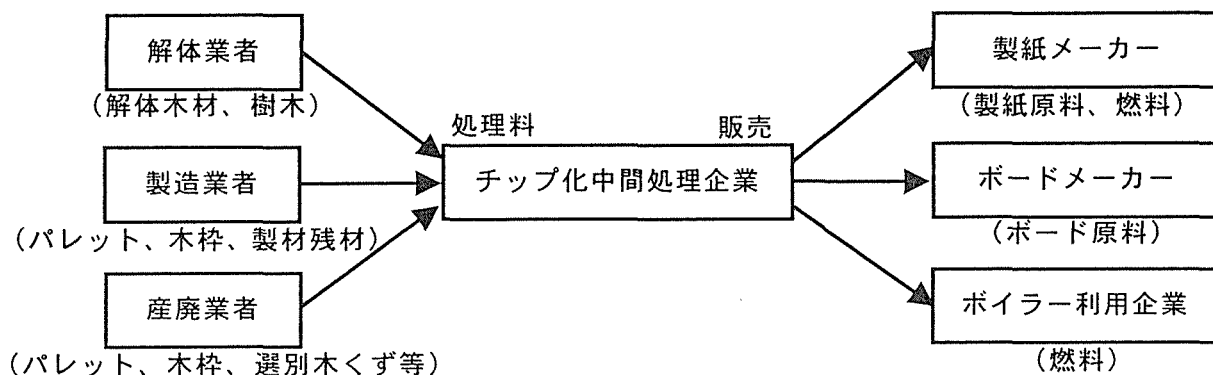 解体業者
（解体木材、樹木）
製造業者
（パレット、木枠、製材残材）
産廃業者
（パレット、木枠、選別木くず等）
処理料
販売
チップ化中間処理企業
製紙メーカー
（製紙原料、燃料）
ボードメーカー
（ボード原料）
ボイラー利用企業
（燃料）